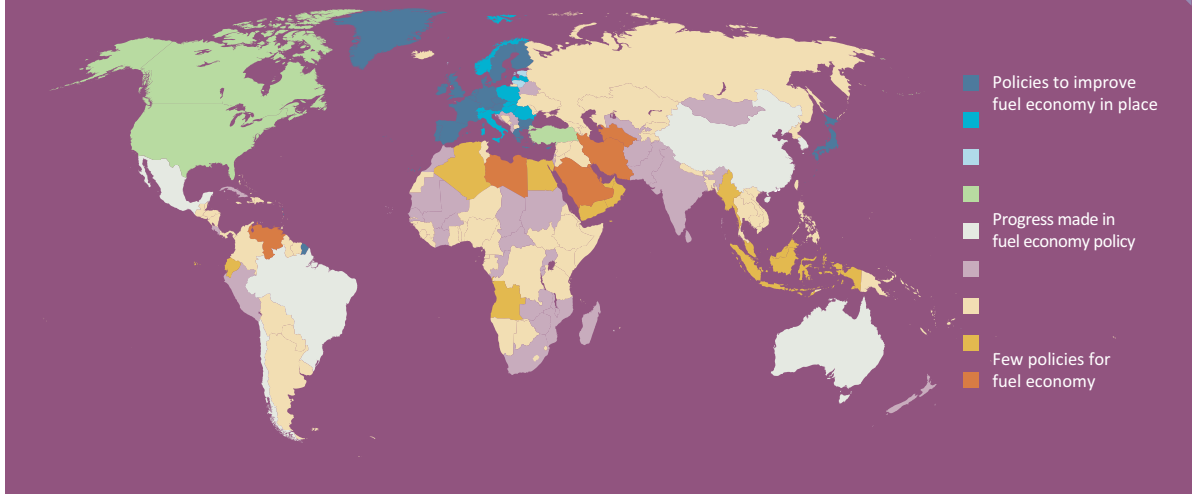 Policies to improve
fuel economy in place
Progress made in
fuel economy policy
Few policies for
fuel economy